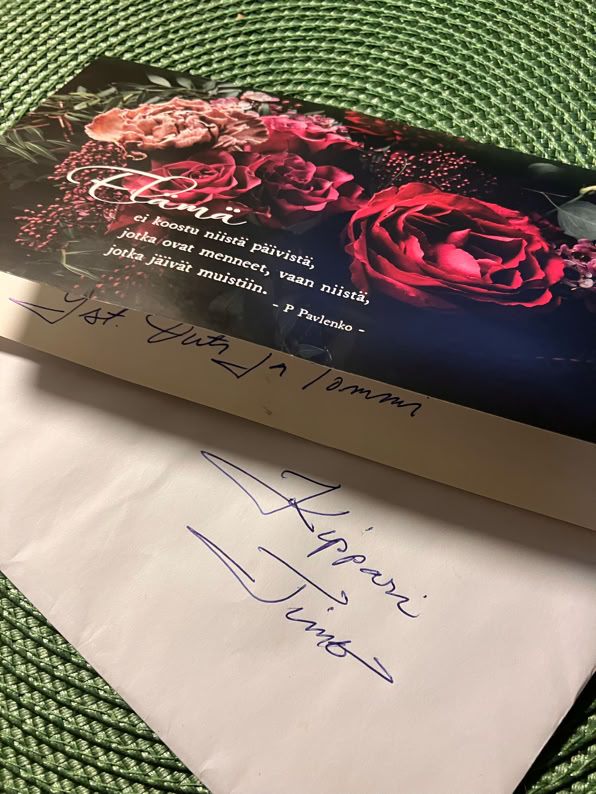 Elämä
ei koostu niistä päivistä,
jotka ovat menneet, vaan niistä,
jotka jäivät muistiin.
- P Pavlenko -
Yst. Ja Tommi
Kippari
Timo